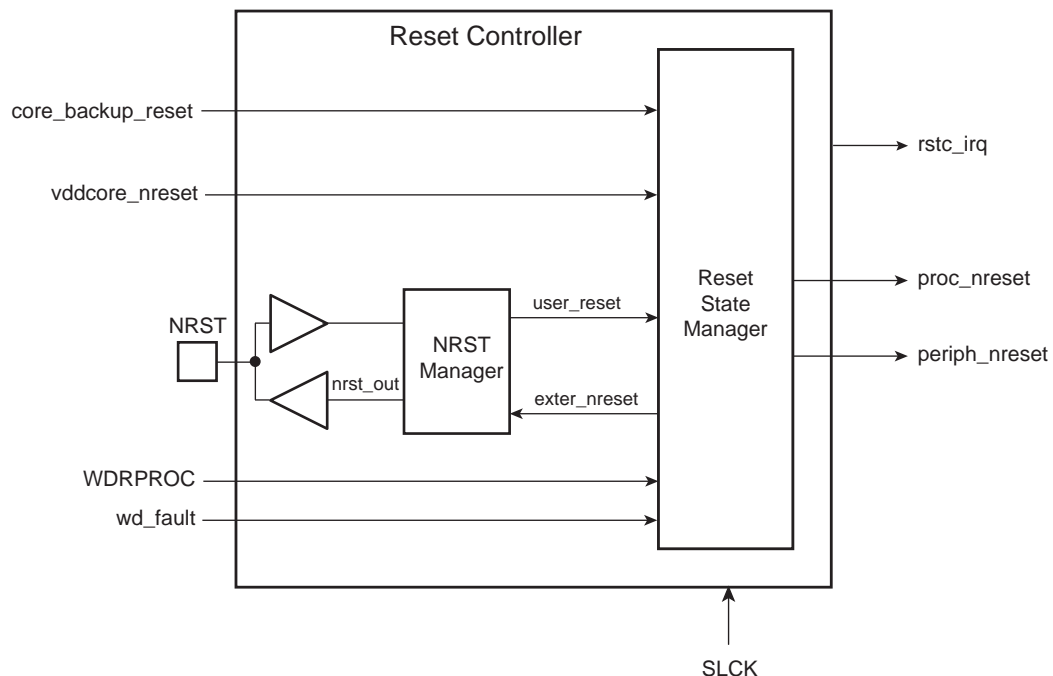 Reset Controller
core_backup_reset
rstc_irq
vddcore_nreset
Reset
State
Manager
proc_nreset
user_reset
NRST
NRST
Manager
periph_nreset
nrst_out
exter_nreset
WDRPROC
wd_fault
SLCK